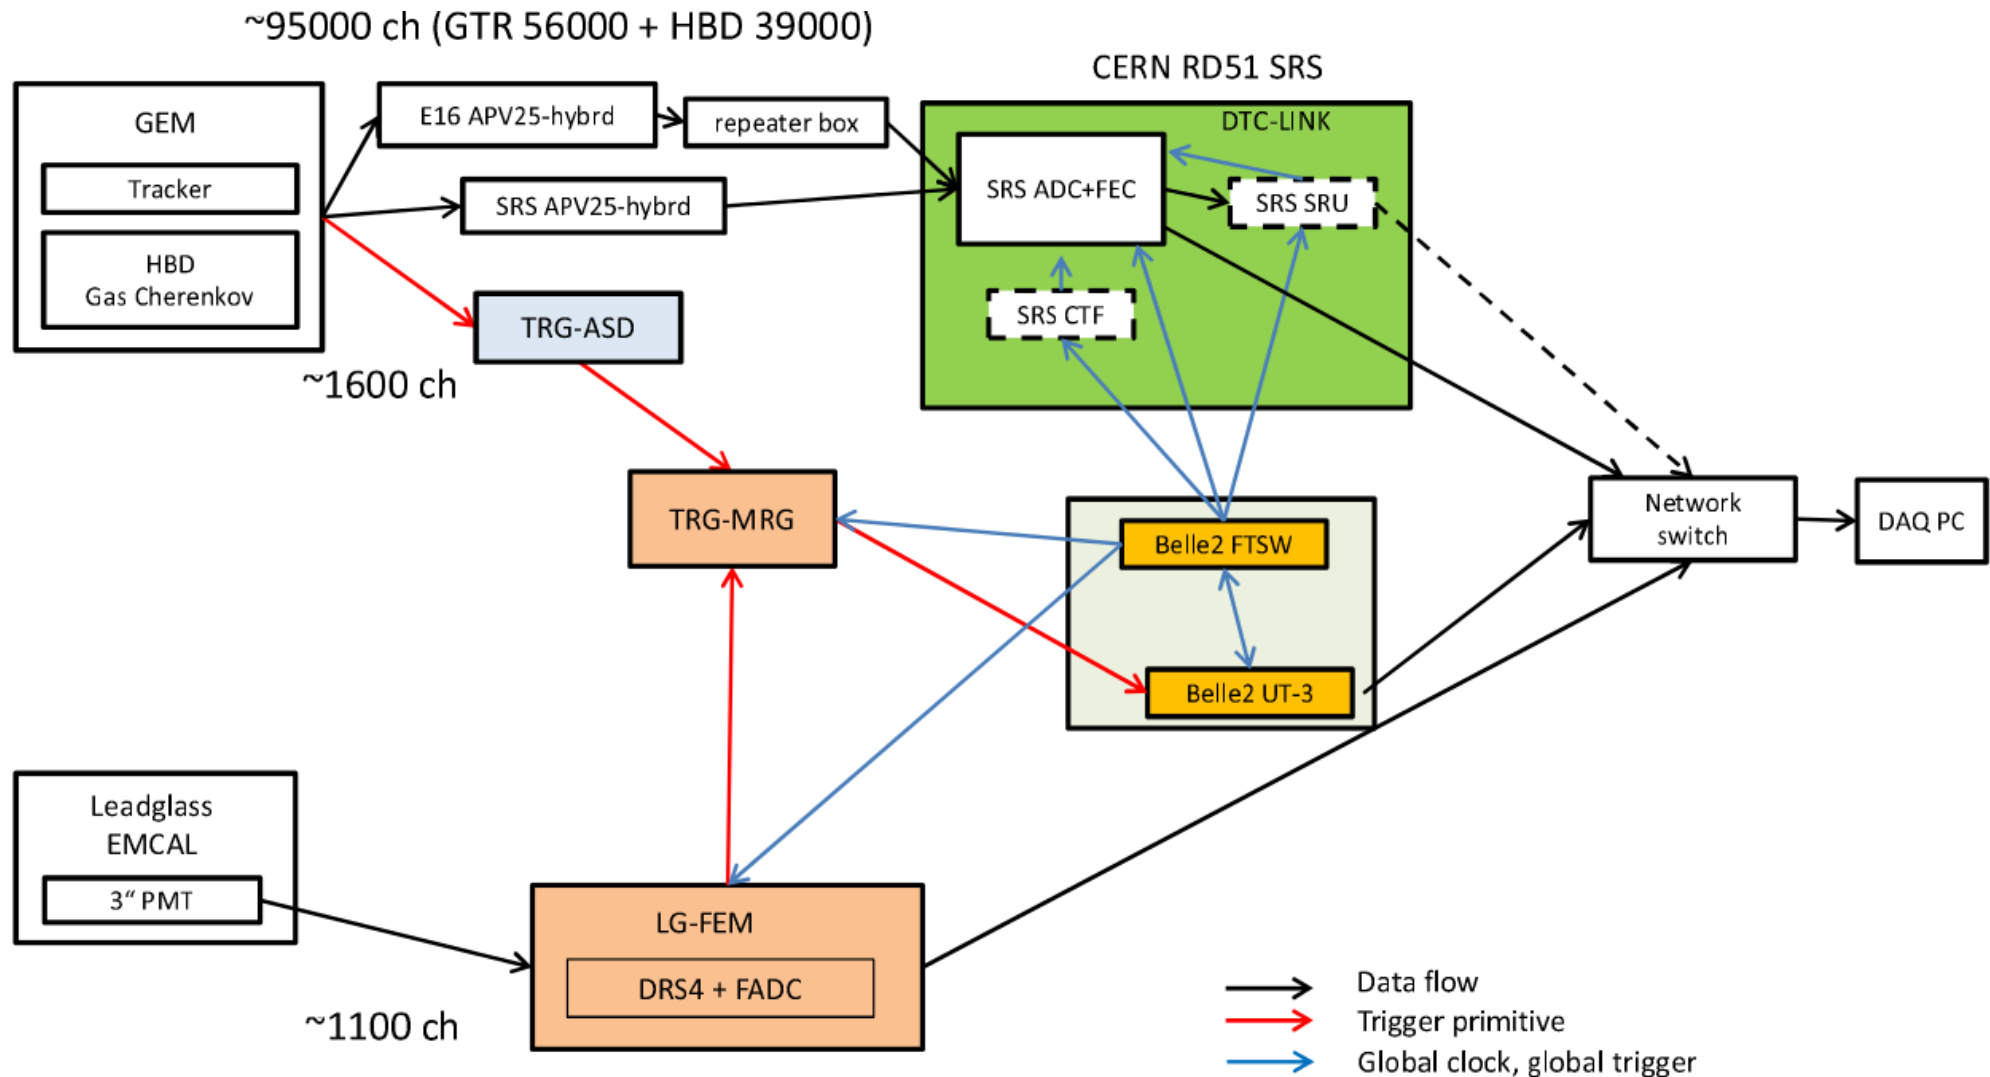 ~95000 ch (GTR 56000 + HBD 39000)
CERN RD51 SRS
GEM
Tracker
HBD
Gas Cherenkov
E16 APV25-hybrd
repeater box
SRS APV25-hybrd
TRG-ASD
~1600 ch
DTC-LINK
SRS ADC+FEC
SRS SRU
SRS CTF
TRG-MRG
Belle2 FTSW
Belle2 UT-3
Network
switch
DAQ PC
Leadglass
EMCAL
3“ PMT
~1100 ch
LG-FEM
DRS4 + FADC
Data flow
Trigger primitive
Global clock, global trigger